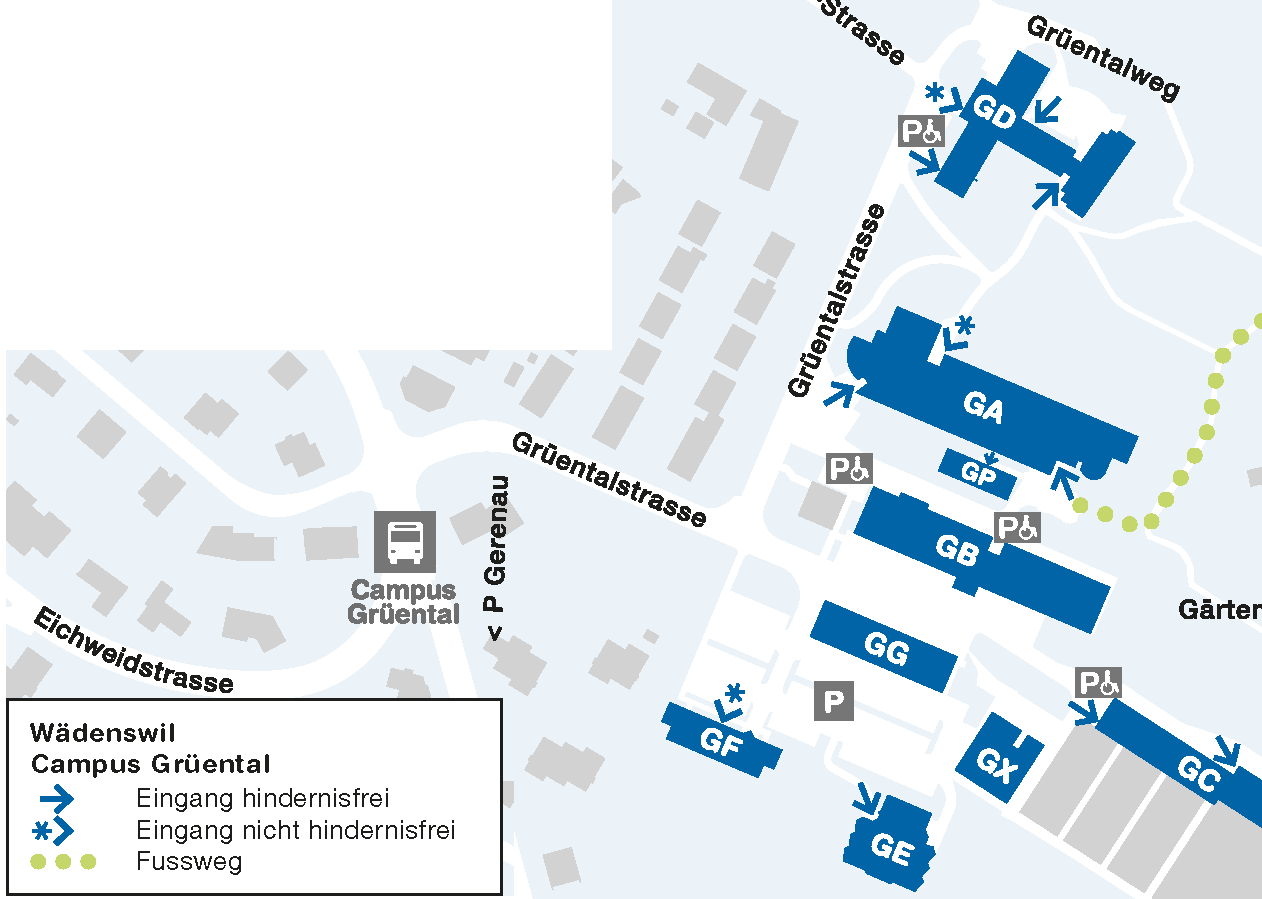 -Strasse
Grüentalweg
GD
P
Grüentalstrasse
GA
GP
P
Grüentalstrasse
P
GB
< P Gerenau
Campus
Grüental
Gärten
GG
Eichweidstrasse
P
P
GF
GX
GC
GE
Wädenswil
Campus Grüental
Eingang hindernisfrei
Eingang nicht hindernisfrei
Fussweg